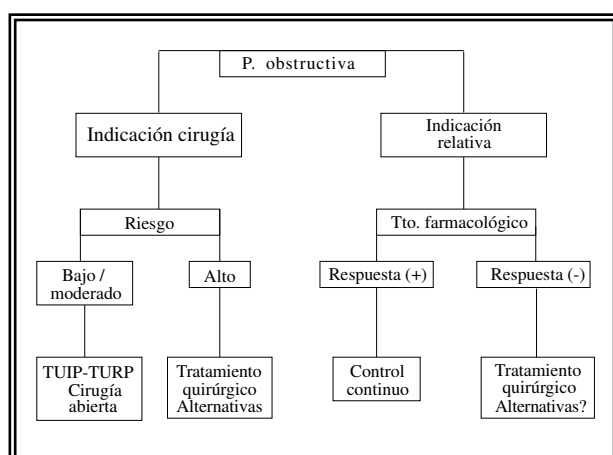 P. obstructiva
Indicación cirugía
Indicación
relativa
Riesgo
Tto. farmacológico
Bajo /
moderado
Alto
Respuesta (+)
Respuesta (-)
TUIP-TURP
Cirugía
abierta
Tratamiento
quirúrgico
Alternativas
Control
continuo
Tratamiento
quirúrgico
Alternativas?